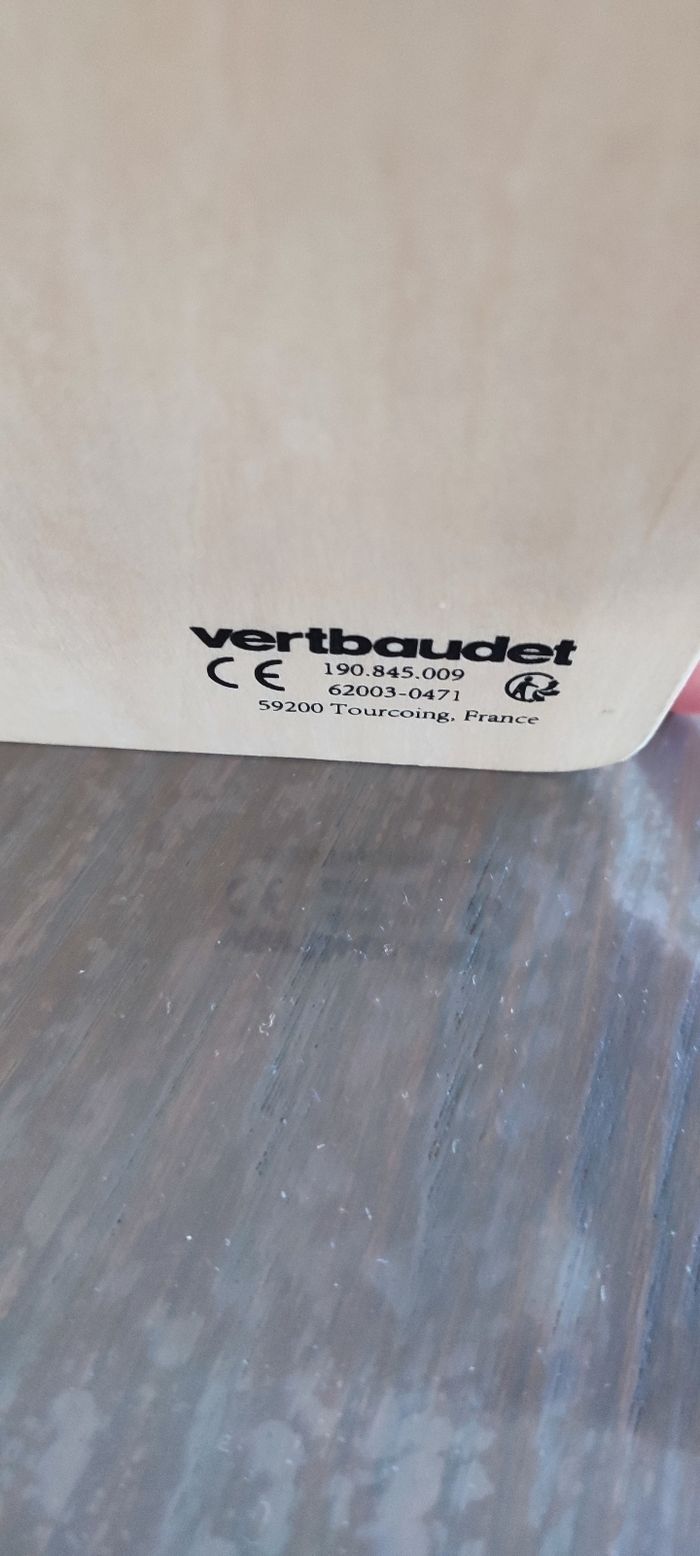 vertbaudet
CE 190.845.009
62003-0471
59200 Tourcoing, France